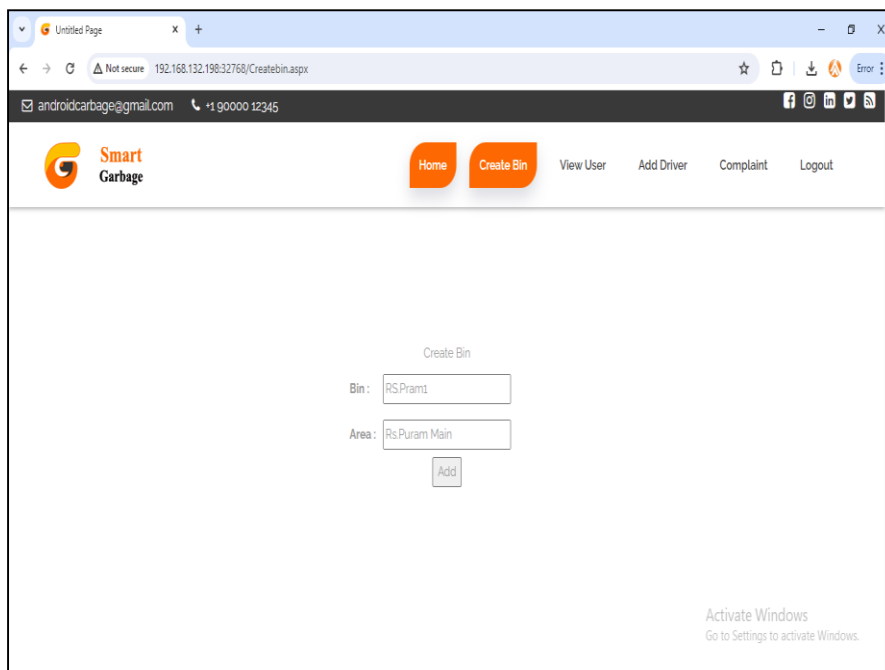 Untitled Page
Not secure 192.168.132.198:32768/Createbin.aspx Error
androidcarbage@gmail.com +1 90000 12345
Smart
Garbage
Home Create Bin View User Add Driver Complaint Logout
Create Bin
Bin : RS.Pram1
Area : Rs.Puram Main
Add
Activate Windows
Go to Settings to activate Windows.